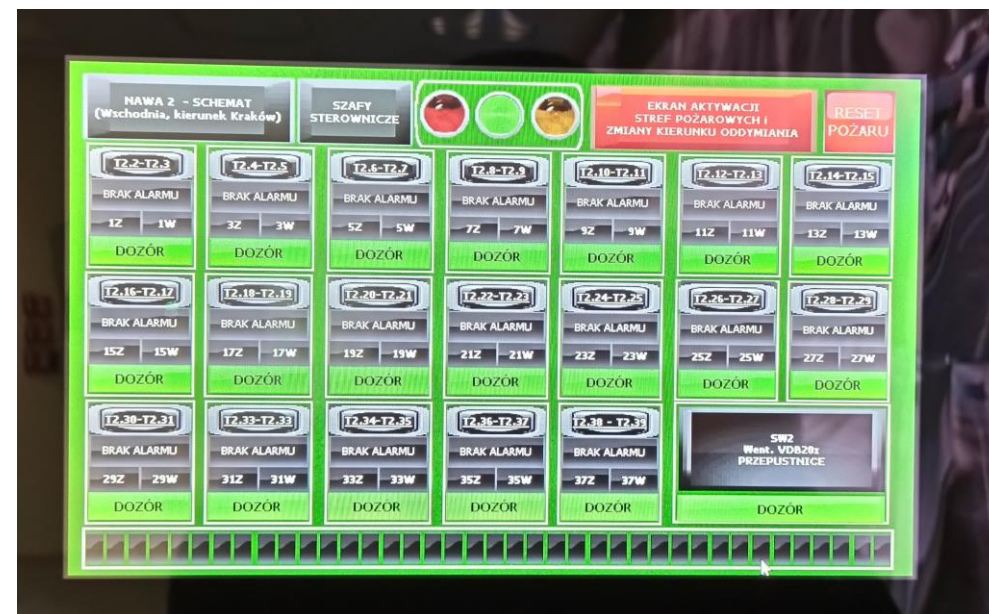 NAWA 2 - SCHEMAT
(Wschodnia, kierunek Kraków)
SZAFY
STEROWNICZE
EKRAN AKTYWACJI
STREF POŻAROWYCH i
ZMIANY KIERUNKU ODDYMIANIA
RESET
POŻARU
T2.2-T2.3
BRAK ALARMU
1Z 1W
DOZÓR
T2.4-T2.5
BRAK ALARMU
3Z 3W
DOZÓR
T2.6-T2.7
BRAK ALARMU
5Z 5W
DOZÓR
T2.8-T2.9
BRAK ALARMU
7Z 7W
DOZÓR
T2.10-T2.11
BRAK ALARMU
9Z 9W
DOZÓR
T2.12-T2.13
BRAK ALARMU
11Z 11W
DOZÓR
T2.14-T2.15
BRAK ALARMU
13Z 13W
DOZÓR
T2.16-T2.17
BRAK ALARMU
15Z 15W
DOZÓR
T2.18-T2.19
BRAK ALARMU
17Z 17W
DOZÓR
T2.20-T2.21
BRAK ALARMU
19Z 19W
DOZÓR
T2.22-T2.23
BRAK ALARMU
21Z 21W
DOZÓR
T2.24-T2.25
BRAK ALARMU
23Z 23W
DOZÓR
T2.26-T2.27
BRAK ALARMU
25Z 25W
DOZÓR
T2.28-T2.29
BRAK ALARMU
27Z 27W
DOZÓR
T2.30-T2.31
BRAK ALARMU
29Z 29W
DOZÓR
T2.33-T2.33
BRAK ALARMU
31Z 31W
DOZÓR
T2.34-T2.35
BRAK ALARMU
33Z 33W
DOZÓR
T2.36-T2.37
BRAK ALARMU
35Z 35W
DOZÓR
T2.38 - T2.39
BRAK ALARMU
37Z 37W
DOZÓR
SW2
Went. VDB28z
PRZEPUSTNICE
DOZÓR